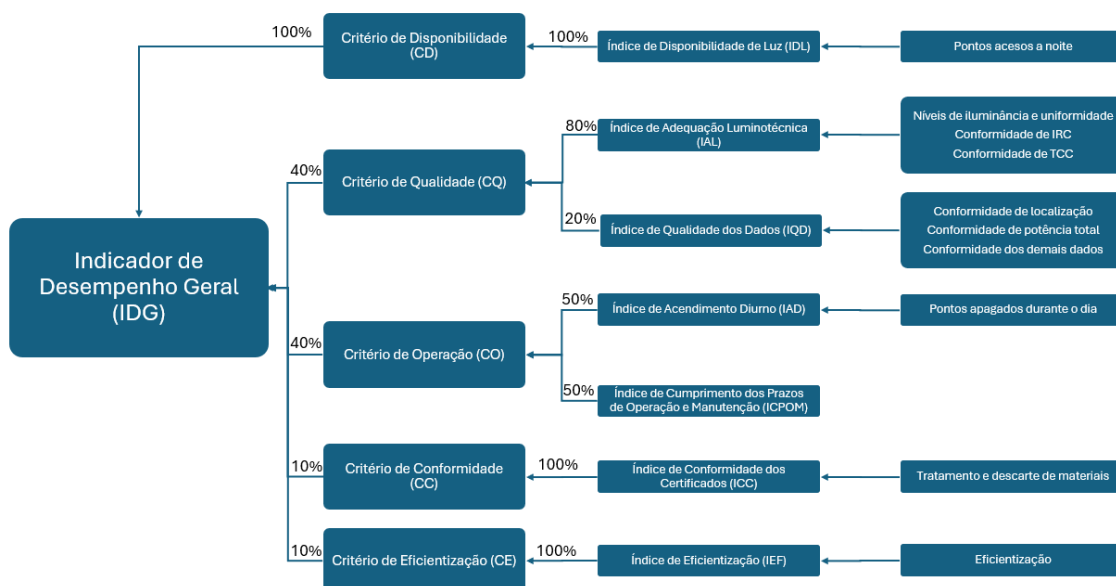 100%
Critério de Disponibilidade
(CD)
100%
Índice de Disponibilidade de Luz (IDL)
Pontos acesos a noite
40%
Critério de Qualidade (CQ)
80%
Índice de Adequação Luminotécnica
(IAL)
Níveis de iluminância e uniformidade
Conformidade de IRC
Conformidade de TCC
20%
Índice de Qualidade dos Dados (IQD)
Conformidade de localização
Conformidade de potência total
Conformidade dos demais dados
Indicador de
Desempenho Geral
(IDG)
40%
Critério de Operação (CO)
50%
Índice de Acendimento Diurno (IAD)
Pontos apagados durante o dia
50%
Índice de Cumprimento dos Prazos
de Operação e Manutenção (ICPOM)
10%
Critério de Conformidade
(CC)
100%
Índice de Conformidade dos
Certificados (ICC)
Tratamento e descarte de materiais
10%
Critério de Eficientização (CE)
100%
Índice de Eficientização (IEF)
Eficientização